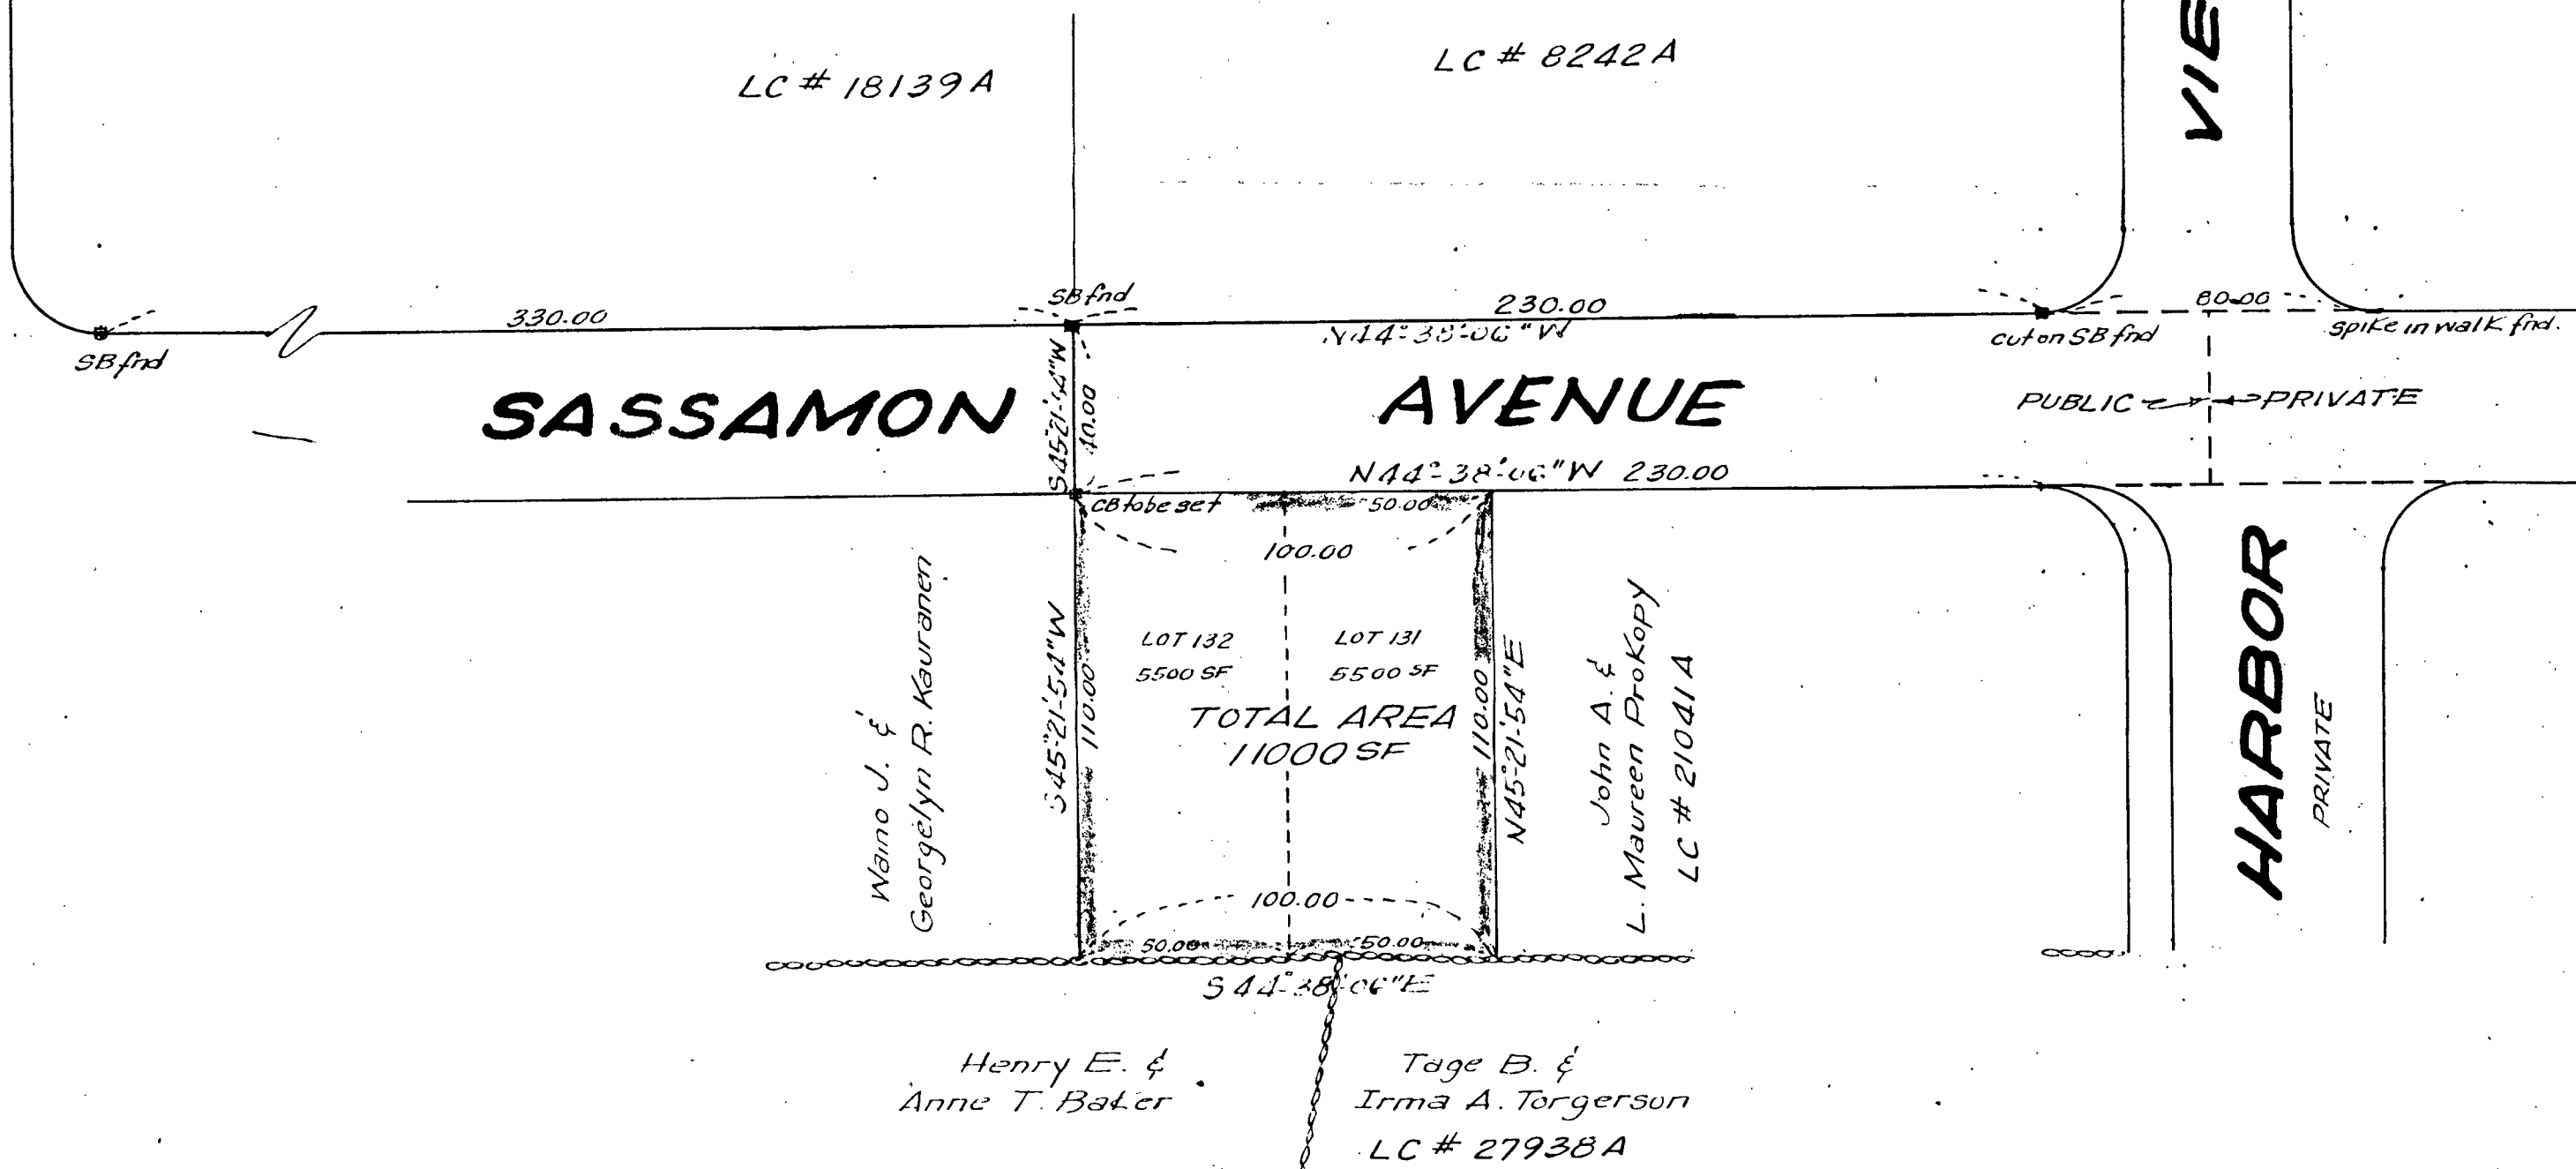 LC # 18139A
LC # 8242A
VIE
330.00
SB fnd
SB fnd
230.00
N44°-38'-06"W
cut on SB fnd
80.00
spike in walk fnd.
SASSAMON AVENUE
40.00
PUBLIC
PRIVATE
N44°-38'-06"W 230.00
CB to be set
50.00
100.00
Waino J. &
Georgelyn R. Kauranen
S45°-21'-54"W
110.00
LOT 132
5500 SF
LOT 131
5500 SF
TOTAL AREA
11000 SF
110.00
N45°-21'-54"E
John A. &
L. Maureen Prokopy
LC # 21041A
HARBOR
PRIVATE
100.00
50.00
50.00
S44°-38'-06"E
Henry E. &
Anne T. Baker
Tage B. &
Irma A. Torgerson
LC # 27938A